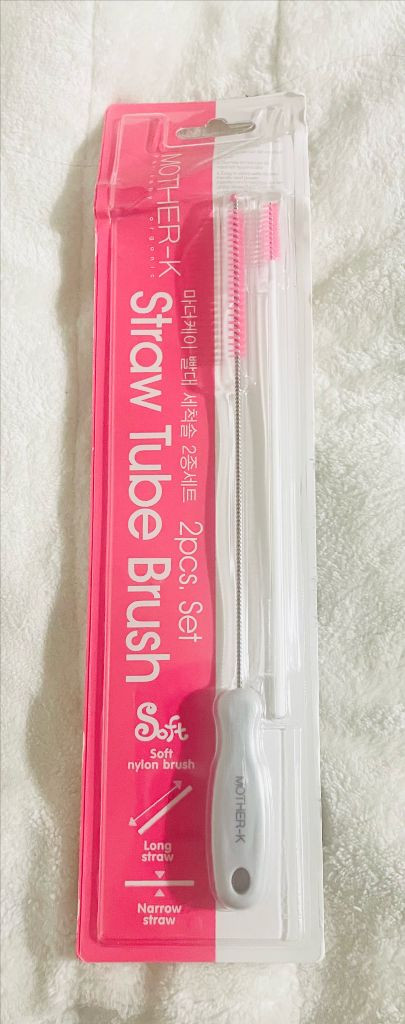 MOTHER-K
마더케이 빨대 세척솔 2종세트
Straw Tube Brush
2pcs. Set
Soft
Soft
nylon brush
Long
straw
Narrow
straw
MOTHER-K